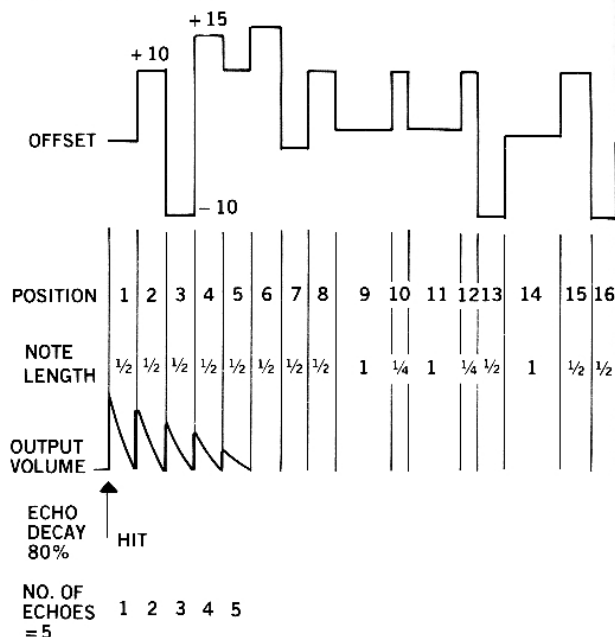 +15
+10
OFFSET
−10
POSITION 1 2 3 4 5 6 7 8 9 10 11 12 13 14 15 16
NOTE
LENGTH ½ ½ ½ ½ ½ ½ ½ ½ 1 ¼ 1 ¼ ½ 1 ½ ½
OUTPUT
VOLUME
ECHO
DECAY
80%
HIT
NO. OF
ECHOES 1 2 3 4 5
=5